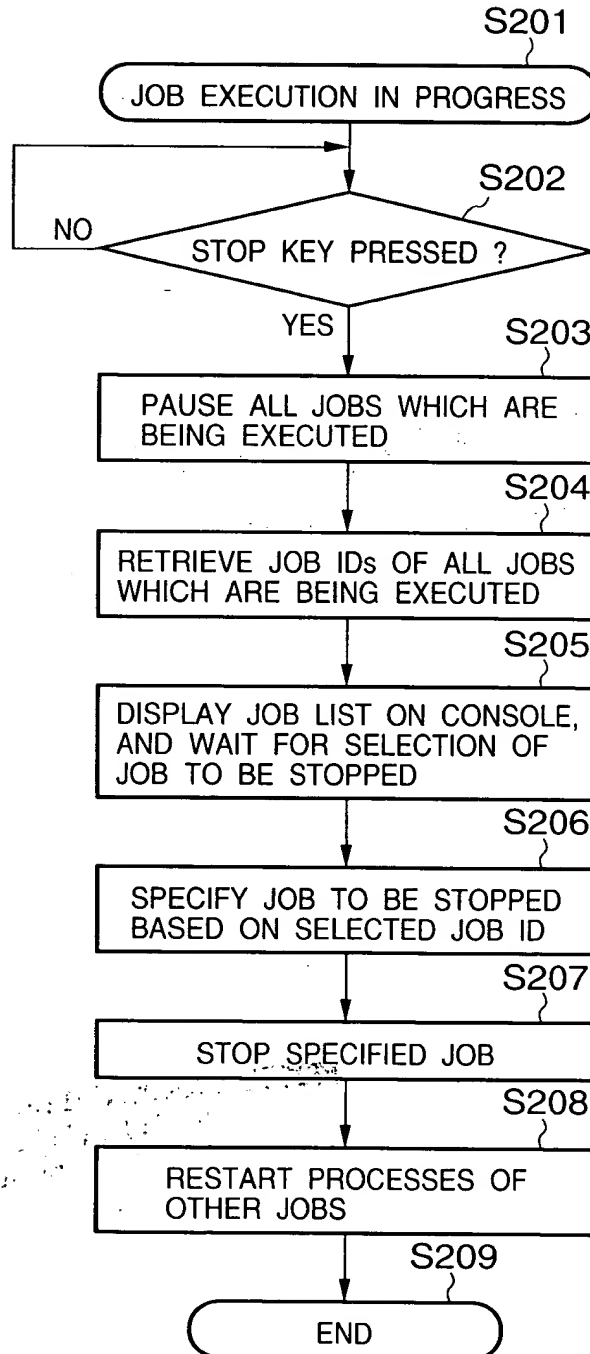 S201
JOB EXECUTION IN PROGRESS
S202
NO
STOP KEY PRESSED ?
YES
S203
PAUSE ALL JOBS WHICH ARE
BEING EXECUTED
S204
RETRIEVE JOB IDs OF ALL JOBS
WHICH ARE BEING EXECUTED
S205
DISPLAY JOB LIST ON CONSOLE,
AND WAIT FOR SELECTION OF
JOB TO BE STOPPED
S206
SPECIFY JOB TO BE STOPPED
BASED ON SELECTED JOB ID
S207
STOP SPECIFIED JOB
S208
RESTART PROCESSES OF
OTHER JOBS
S209
END